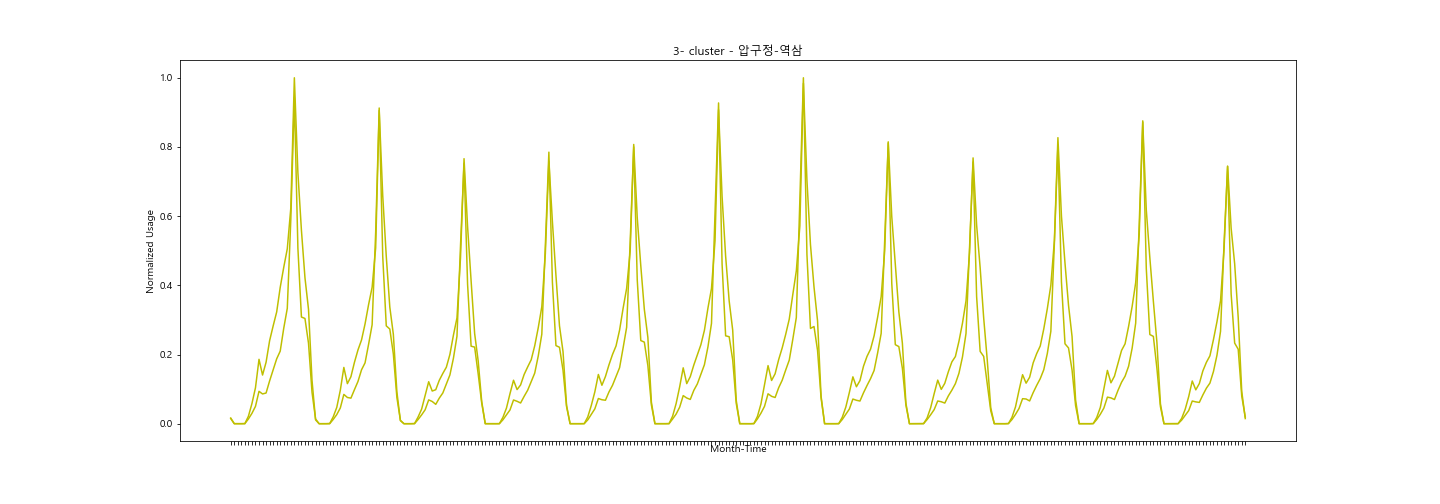 3- cluster - 압구정-역삼
1.0
0.8
0.6
0.4
0.2
0.0
Normalized Usage
Month-Time